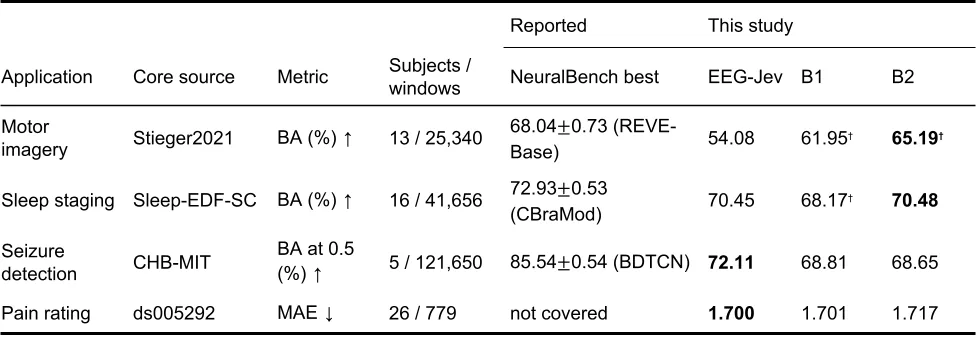 Reported This study
Application Core source Metric Subjects / windows NeuralBench best EEG-Jev B1 B2
Motor imagery Stieger2021 BA (%) ↑ 13 / 25,340 68.04±0.73 (REVE-Base) 54.08 61.95† 65.19†
Sleep staging Sleep-EDF-SC BA (%) ↑ 16 / 41,656 72.93±0.53 (CBraMod) 70.45 68.17† 70.48
Seizure detection CHB-MIT BA at 0.5 (%) ↑ 5 / 121,650 85.54±0.54 (BDTCN) 72.11 68.81 68.65
Pain rating ds005292 MAE ↓ 26 / 779 not covered 1.700 1.701 1.717